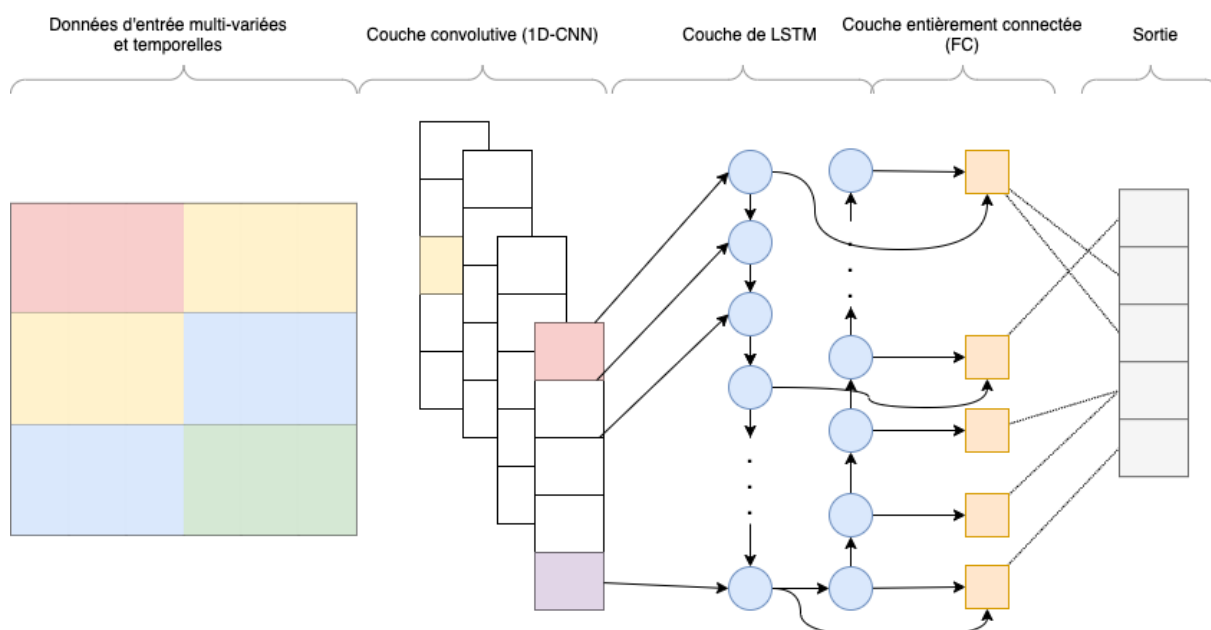 Données d'entrée multi-variées
et temporelles
Couche convolutive (1D-CNN)
Couche de LSTM
Couche entièrement connectée
(FC)
Sortie